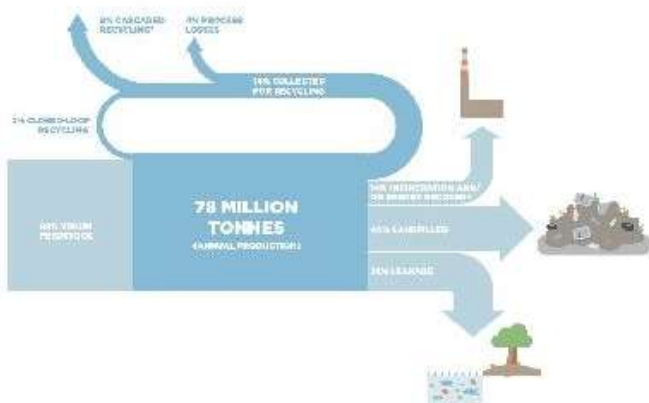 8% CASCADED
RECYCLING*
4% PROCESS
LOSSES
14% COLLECTED
FOR RECYCLING
2% CLOSED-LOOP
RECYCLING
98% VIRGIN
FEEDSTOCK
78 MILLION
TONNES
(ANNUAL PRODUCTION)
14% INCINERATION AND/
OR ENERGY RECOVERY
40% LANDFILLED
32% LEAKAGE